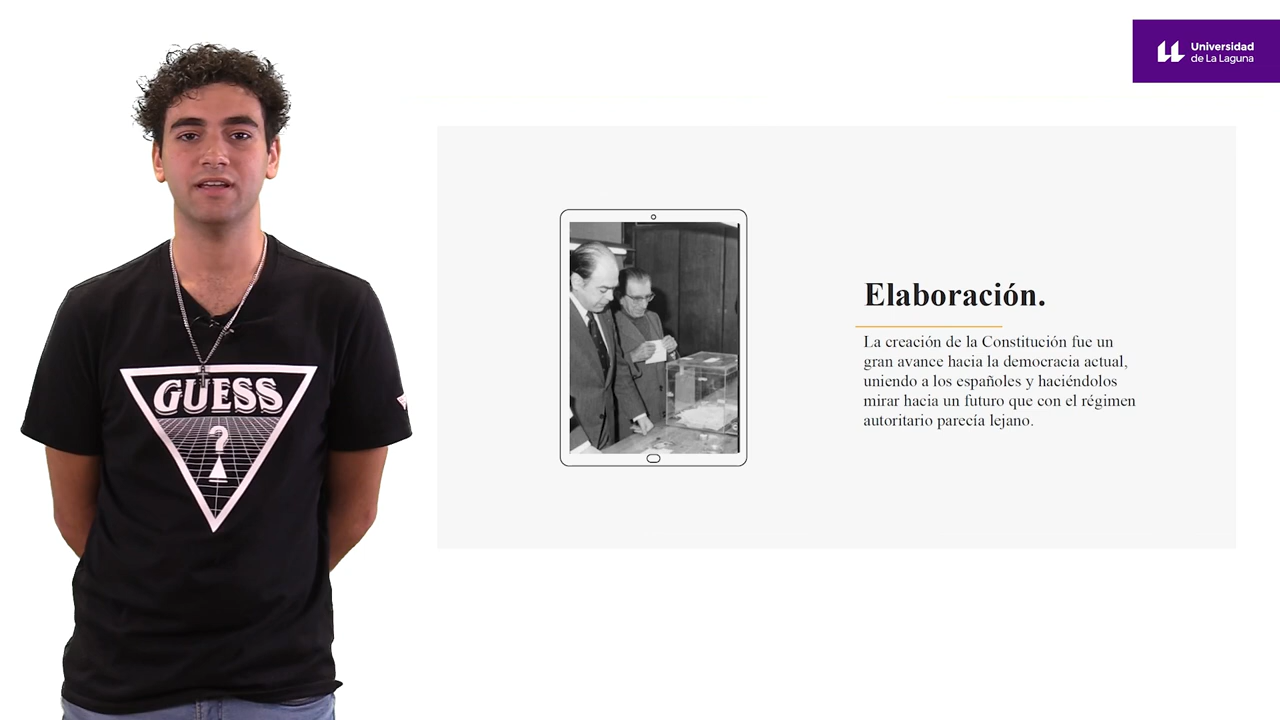 Universidad
de La Laguna
Elaboración.
La creación de la Constitución fue un
gran avance hacia la democracia actual,
uniendo a los españoles y haciéndolos
mirar hacia un futuro que con el régimen
autoritario parecía lejano.
GUESS
?